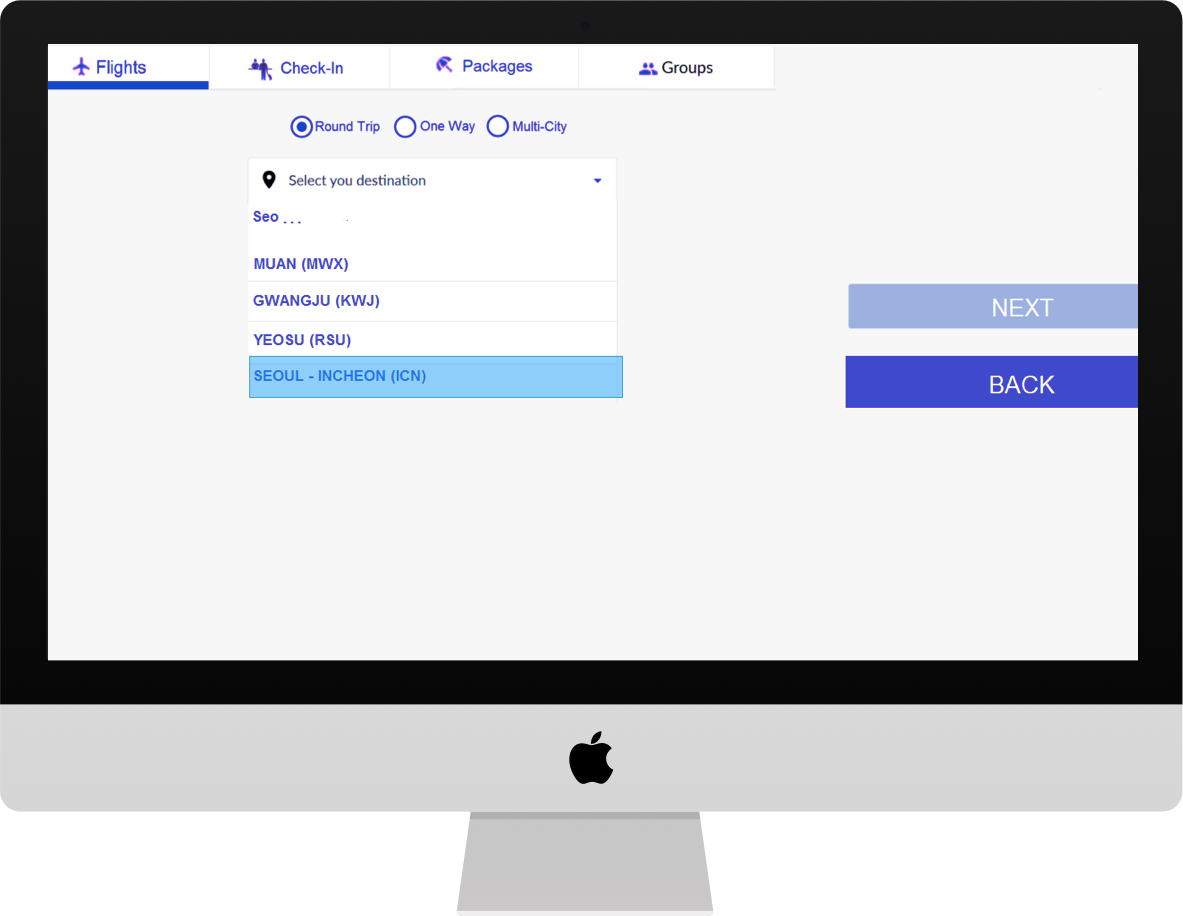 Flights Check-In Packages Groups
Round Trip One Way Multi-City
Select you destination
Seo ...
MUAN (MWX)
GWANGJU (KWJ)
YEOSU (RSU)
SEOUL - INCHEON (ICN)
NEXT
BACK